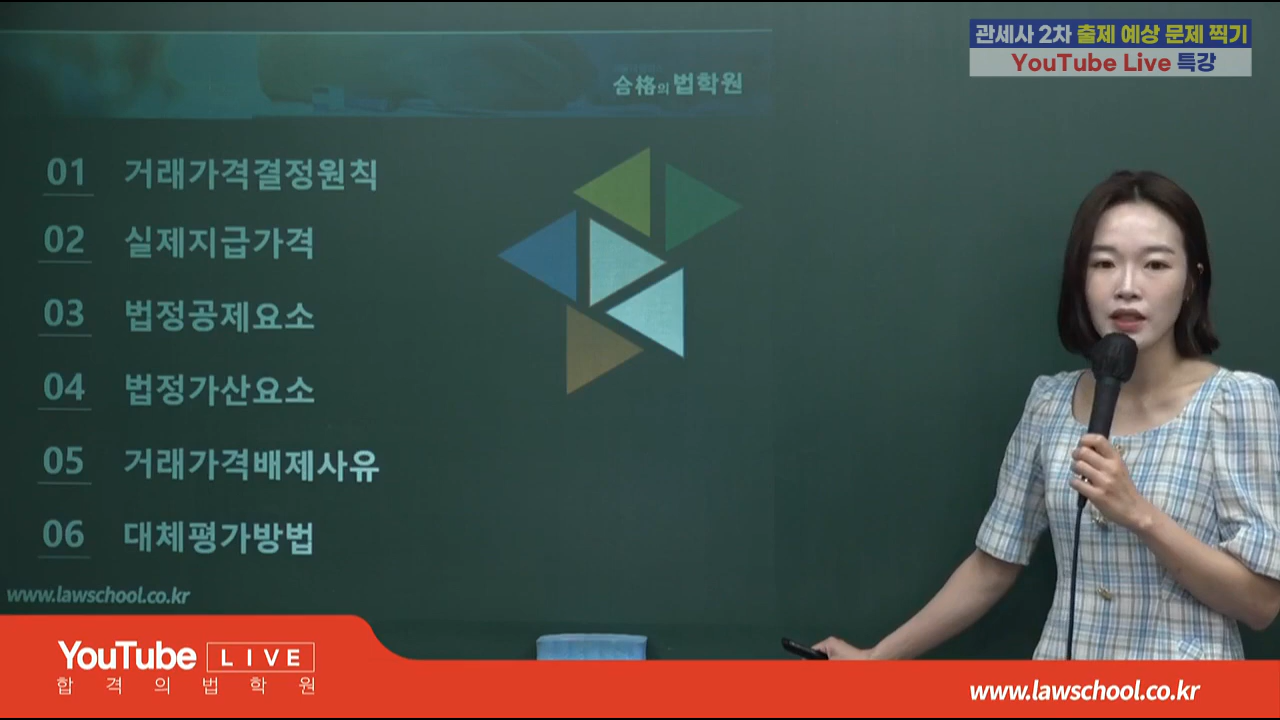 관세사 2차 출제 예상 문제 찍기
YouTube Live 특강
合格의 법학원
01 거래가격결정원칙
02 실제지급가격
03 법정공제요소
04 법정가산요소
05 거래가격배제사유
06 대체평가방법
www.lawschool.co.kr
YouTube LIVE
합격의법학원
www.lawschool.co.kr